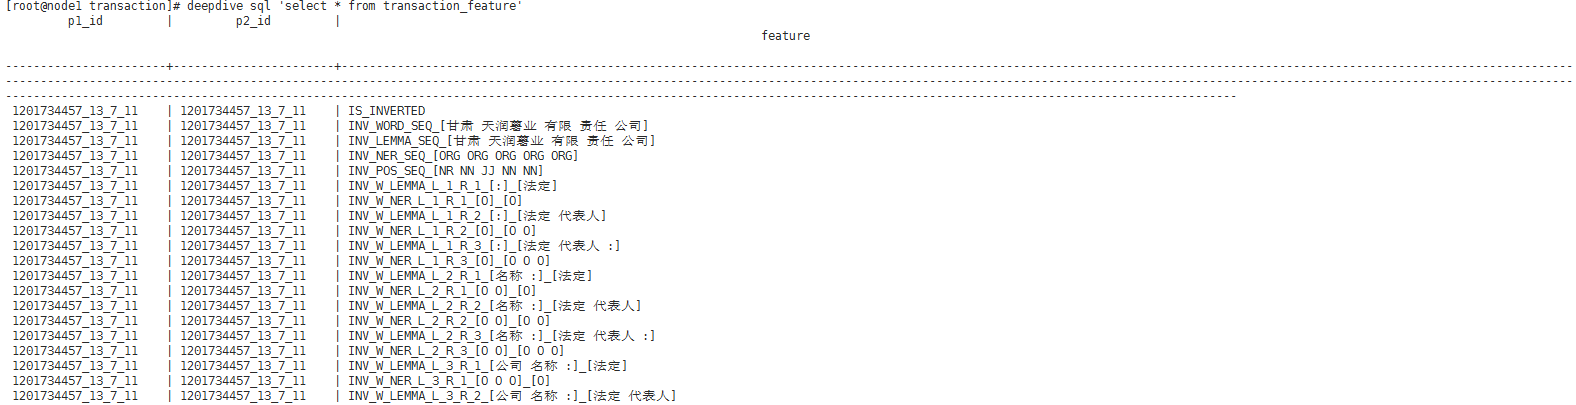 [root@node1 transaction]# deepdive sql 'select * from transaction_feature'
p1_id | p2_id |
feature
-----------------------+-----------------------+--------------------------------------------------------------------------------
1201734457_13_7_11 | 1201734457_13_7_11 | IS_INVERTED
1201734457_13_7_11 | 1201734457_13_7_11 | INV_WORD_SEQ_[甘肃 天润薯业 有限 责任 公司]
1201734457_13_7_11 | 1201734457_13_7_11 | INV_LEMMA_SEQ_[甘肃 天润薯业 有限 责任 公司]
1201734457_13_7_11 | 1201734457_13_7_11 | INV_NER_SEQ_[ORG ORG ORG ORG ORG]
1201734457_13_7_11 | 1201734457_13_7_11 | INV_POS_SEQ_[NR NN JJ NN NN]
1201734457_13_7_11 | 1201734457_13_7_11 | INV_W_LEMMA_L_1_R_1_[:]_[法定]
1201734457_13_7_11 | 1201734457_13_7_11 | INV_W_NER_L_1_R_1_[O]_[O]
1201734457_13_7_11 | 1201734457_13_7_11 | INV_W_LEMMA_L_1_R_2_[:]_[法定 代表人]
1201734457_13_7_11 | 1201734457_13_7_11 | INV_W_NER_L_1_R_2_[O]_[O O]
1201734457_13_7_11 | 1201734457_13_7_11 | INV_W_LEMMA_L_1_R_3_[:]_[法定 代表人 :]
1201734457_13_7_11 | 1201734457_13_7_11 | INV_W_NER_L_1_R_3_[O]_[O O O]
1201734457_13_7_11 | 1201734457_13_7_11 | INV_W_LEMMA_L_2_R_1_[名称 :]_[法定]
1201734457_13_7_11 | 1201734457_13_7_11 | INV_W_NER_L_2_R_1_[O O]_[O]
1201734457_13_7_11 | 1201734457_13_7_11 | INV_W_LEMMA_L_2_R_2_[名称 :]_[法定 代表人]
1201734457_13_7_11 | 1201734457_13_7_11 | INV_W_NER_L_2_R_2_[O O]_[O O]
1201734457_13_7_11 | 1201734457_13_7_11 | INV_W_LEMMA_L_2_R_3_[名称 :]_[法定 代表人 :]
1201734457_13_7_11 | 1201734457_13_7_11 | INV_W_NER_L_2_R_3_[O O]_[O O O]
1201734457_13_7_11 | 1201734457_13_7_11 | INV_W_LEMMA_L_3_R_1_[公司 名称 :]_[法定]
1201734457_13_7_11 | 1201734457_13_7_11 | INV_W_NER_L_3_R_1_[O O O]_[O]
1201734457_13_7_11 | 1201734457_13_7_11 | INV_W_LEMMA_L_3_R_2_[公司 名称 :]_[法定 代表人]